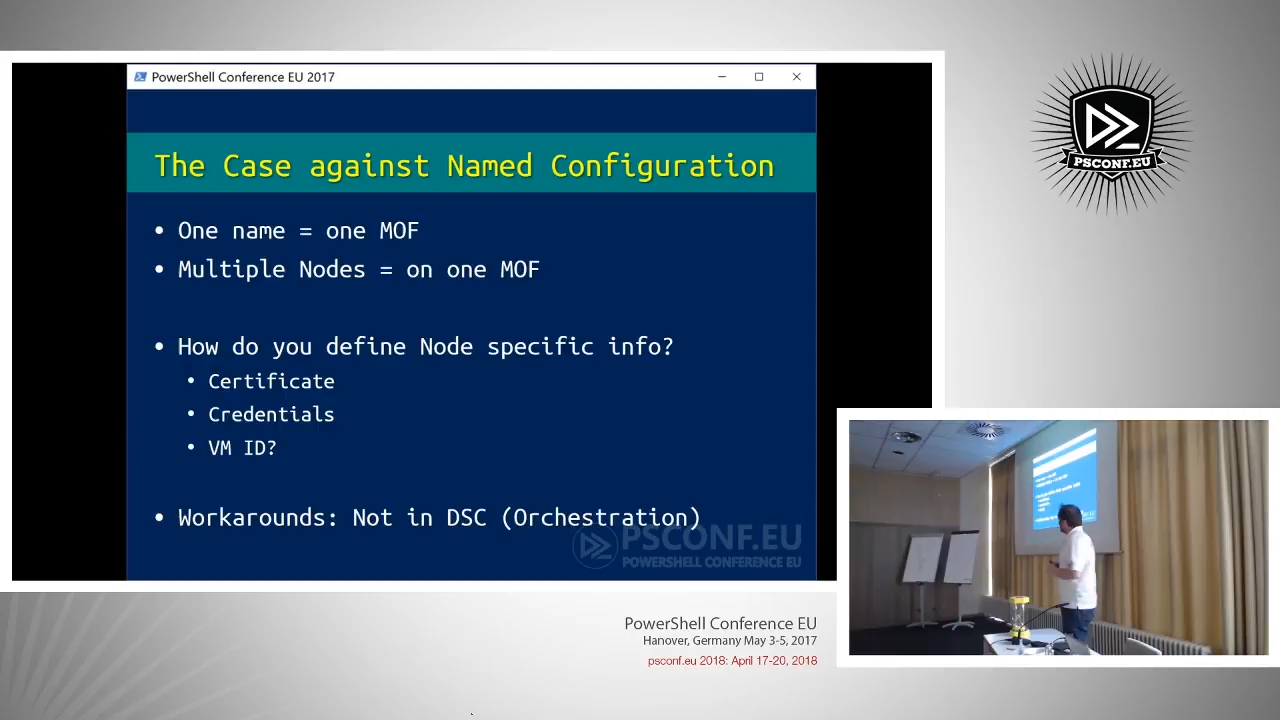 PowerShell Conference EU 2017
The Case against Named Configuration
• One name = one MOF
• Multiple Nodes = on one MOF
• How do you define Node specific info?
• Certificate
• Credentials
• VM ID?
• Workarounds: Not in DSC (Orchestration)
PSCONF.EU
POWERSHELL CONFERENCE EU
PSCONF.EU
PowerShell Conference EU
Hanover, Germany May 3-5, 2017
psconf.eu 2018: April 17-20, 2018